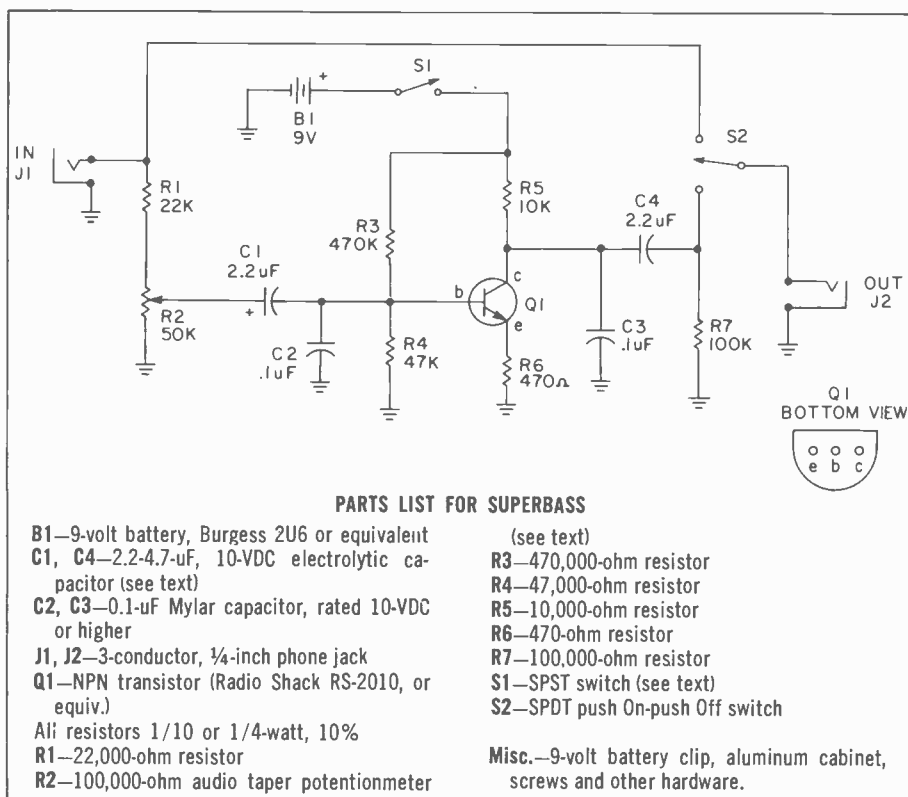 S1
+
B1
9V
S2
IN
J1
R1
22K
R5
10K
C4
2.2uF
R3
470K
C1
2.2uF
c
b
Q1
e
OUT
J2
+
R2
50K
C2
.1uF
R4
47K
R6
470Ω
C3
.1uF
R7
100K
Q1
BOTTOM VIEW
e b c
PARTS LIST FOR SUPERBASS
B1—9-volt battery, Burgess 2U6 or equivalent
C1, C4—2.2-4.7-uF, 10-VDC electrolytic ca-
pacitor (see text)
C2, C3—0.1-uF Mylar capacitor, rated 10-VDC
or higher
J1, J2—3-conductor, ¼-inch phone jack
Q1—NPN transistor (Radio Shack RS-2010, or
equiv.)
All resistors 1/10 or 1/4-watt, 10%
R1—22,000-ohm resistor
R2—100,000-ohm audio taper potentionmeter
(see text)
R3—470,000-ohm resistor
R4—47,000-ohm resistor
R5—10,000-ohm resistor
R6—470-ohm resistor
R7—100,000-ohm resistor
S1—SPST switch (see text)
S2—SPDT push On-push Off switch
Misc.—9-volt battery clip, aluminum cabinet,
screws and other hardware.